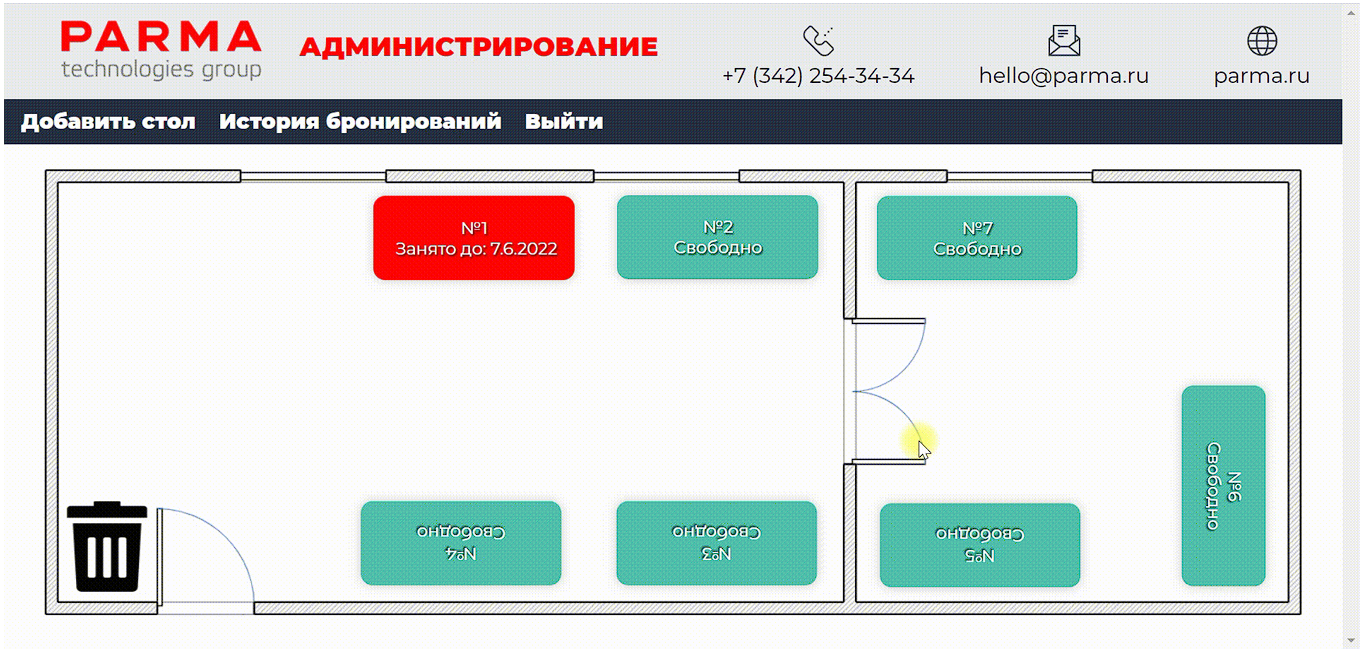 PARMA
technologies group
АДМИНИСТРИРОВАНИЕ
+7 (342) 254-34-34
hello@parma.ru
parma.ru
Добавить стол История бронирований Выйти
№1
Занято до: 7.6.2022
№2
Свободно
№7
Свободно
№6
Свободно
№4
Свободно
№3
Свободно
№5
Свободно